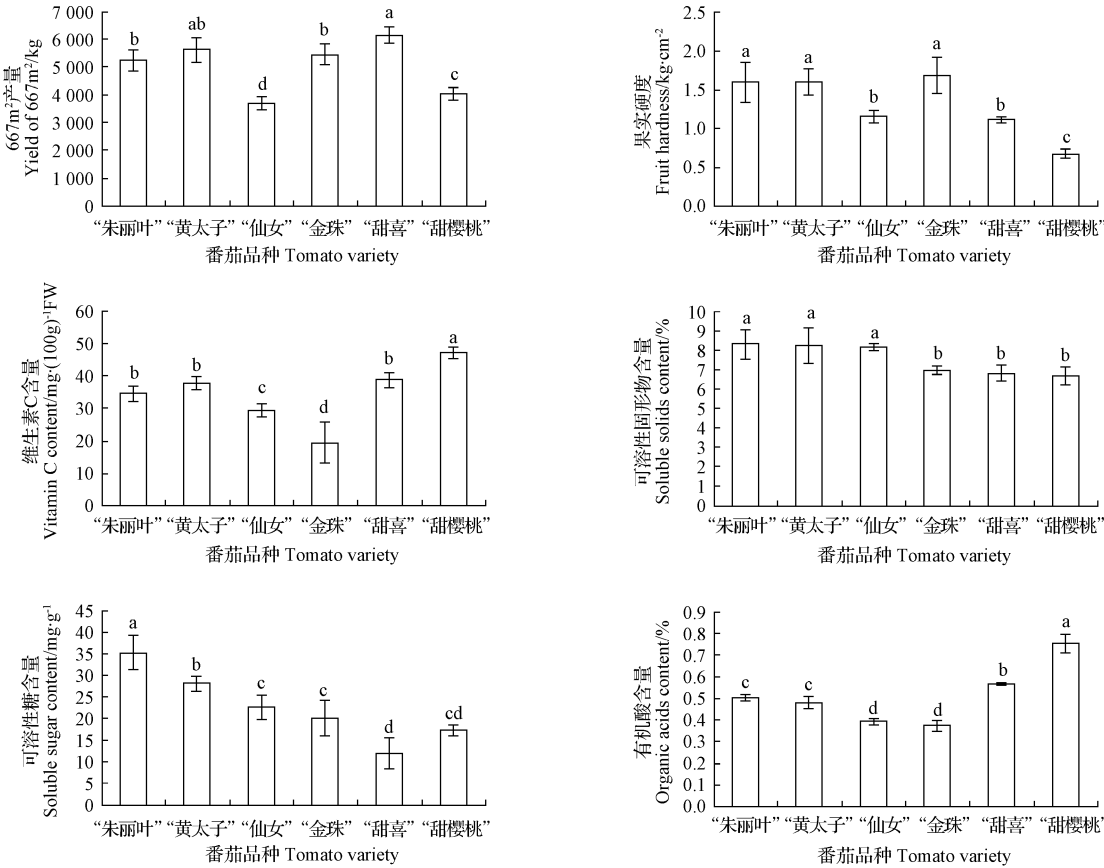 667m²产量
Yield of 667m²/kg
7 000
6 000
5 000
4 000
3 000
2 000
1 000
0
b
ab
d
b
a
c
“朱丽叶” “黄太子” “仙女” “金珠” “甜喜” “甜樱桃”
番茄品种 Tomato variety
果实硬度
Fruit hardness/kg·cm⁻²
2.5
2.0
1.5
1.0
0.5
0.0
a
a
b
a
b
c
“朱丽叶” “黄太子” “仙女” “金珠” “甜喜” “甜樱桃”
番茄品种 Tomato variety
维生素C含量
Vitamin C content/mg·(100g)⁻¹FW
60
50
40
30
20
10
0
b
b
c
d
b
a
“朱丽叶” “黄太子” “仙女” “金珠” “甜喜” “甜樱桃”
番茄品种 Tomato variety
可溶性固形物含量
Soluble solids content/%
10
9
8
7
6
5
4
3
2
1
0
a
a
a
b
b
b
“朱丽叶” “黄太子” “仙女” “金珠” “甜喜” “甜樱桃”
番茄品种 Tomato variety
可溶性糖含量
Soluble sugar content/mg·g⁻¹
45
40
35
30
25
20
15
10
5
0
a
b
c
c
d
cd
“朱丽叶” “黄太子” “仙女” “金珠” “甜喜” “甜樱桃”
番茄品种 Tomato variety
有机酸含量
Organic acids content/%
0.9
0.8
0.7
0.6
0.5
0.4
0.3
0.2
0.1
0.0
c
c
d
d
b
a
“朱丽叶” “黄太子” “仙女” “金珠” “甜喜” “甜樱桃”
番茄品种 Tomato variety